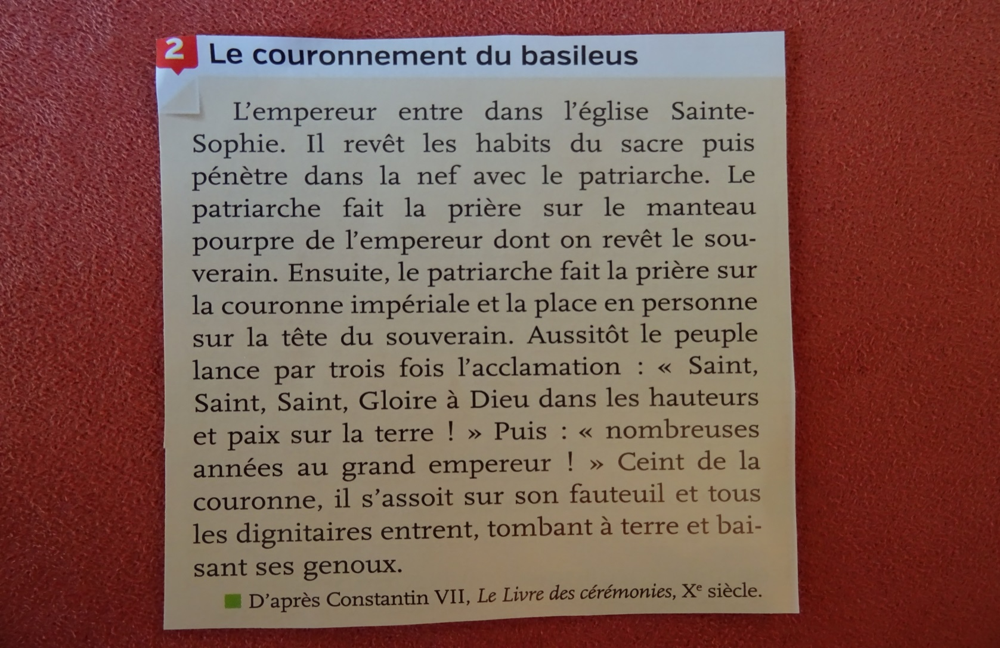 2 Le couronnement du basileus
L'empereur entre dans l'église Sainte-
Sophie. Il revêt les habits du sacre puis
pénètre dans la nef avec le patriarche. Le
patriarche fait la prière sur le manteau
pourpre de l'empereur dont on revêt le sou-
verain. Ensuite, le patriarche fait la prière sur
la couronne impériale et la place en personne
sur la tête du souverain. Aussitôt le peuple
lance par trois fois l'acclamation : « Saint,
Saint, Saint, Gloire à Dieu dans les hauteurs
et paix sur la terre ! » Puis : « nombreuses
années au grand empereur ! » Ceint de la
couronne, il s'assoit sur son fauteuil et tous
les dignitaires entrent, tombant à terre et bai-
sant ses genoux.
D'après Constantin VII, Le Livre des cérémonies, Xe siècle.